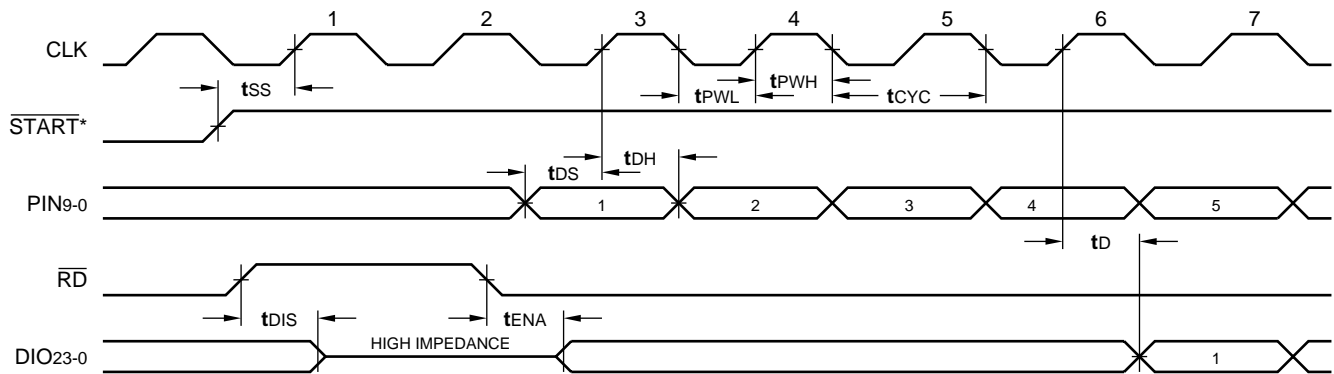 1 2 3 4 5 6 7
CLK
tSS
tPWL
tPWH
tCYC
START*
tDS
tDH
PIN9-0
1 2 3 4 5
tD
RD
tDIS
tENA
DIO23-0
HIGH IMPEDANCE
1